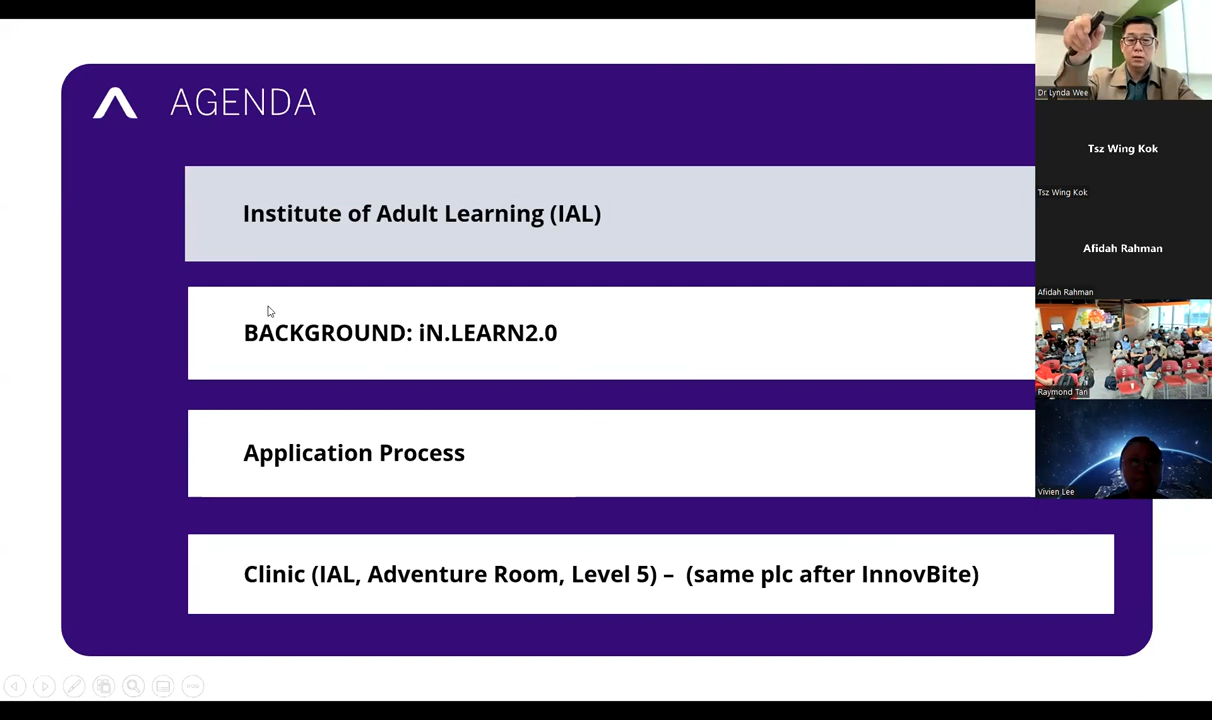 AGENDA
Institute of Adult Learning (IAL)
BACKGROUND: iN.LEARN2.0
Application Process
Clinic (IAL, Adventure Room, Level 5) – (same plc after InnovBite)
Dr Lynda Wee
Tsz Wing Kok
Tsz Wing Kok
Afidah Rahman
Afidah Rahman
Raymond Tan
Vivien Lee